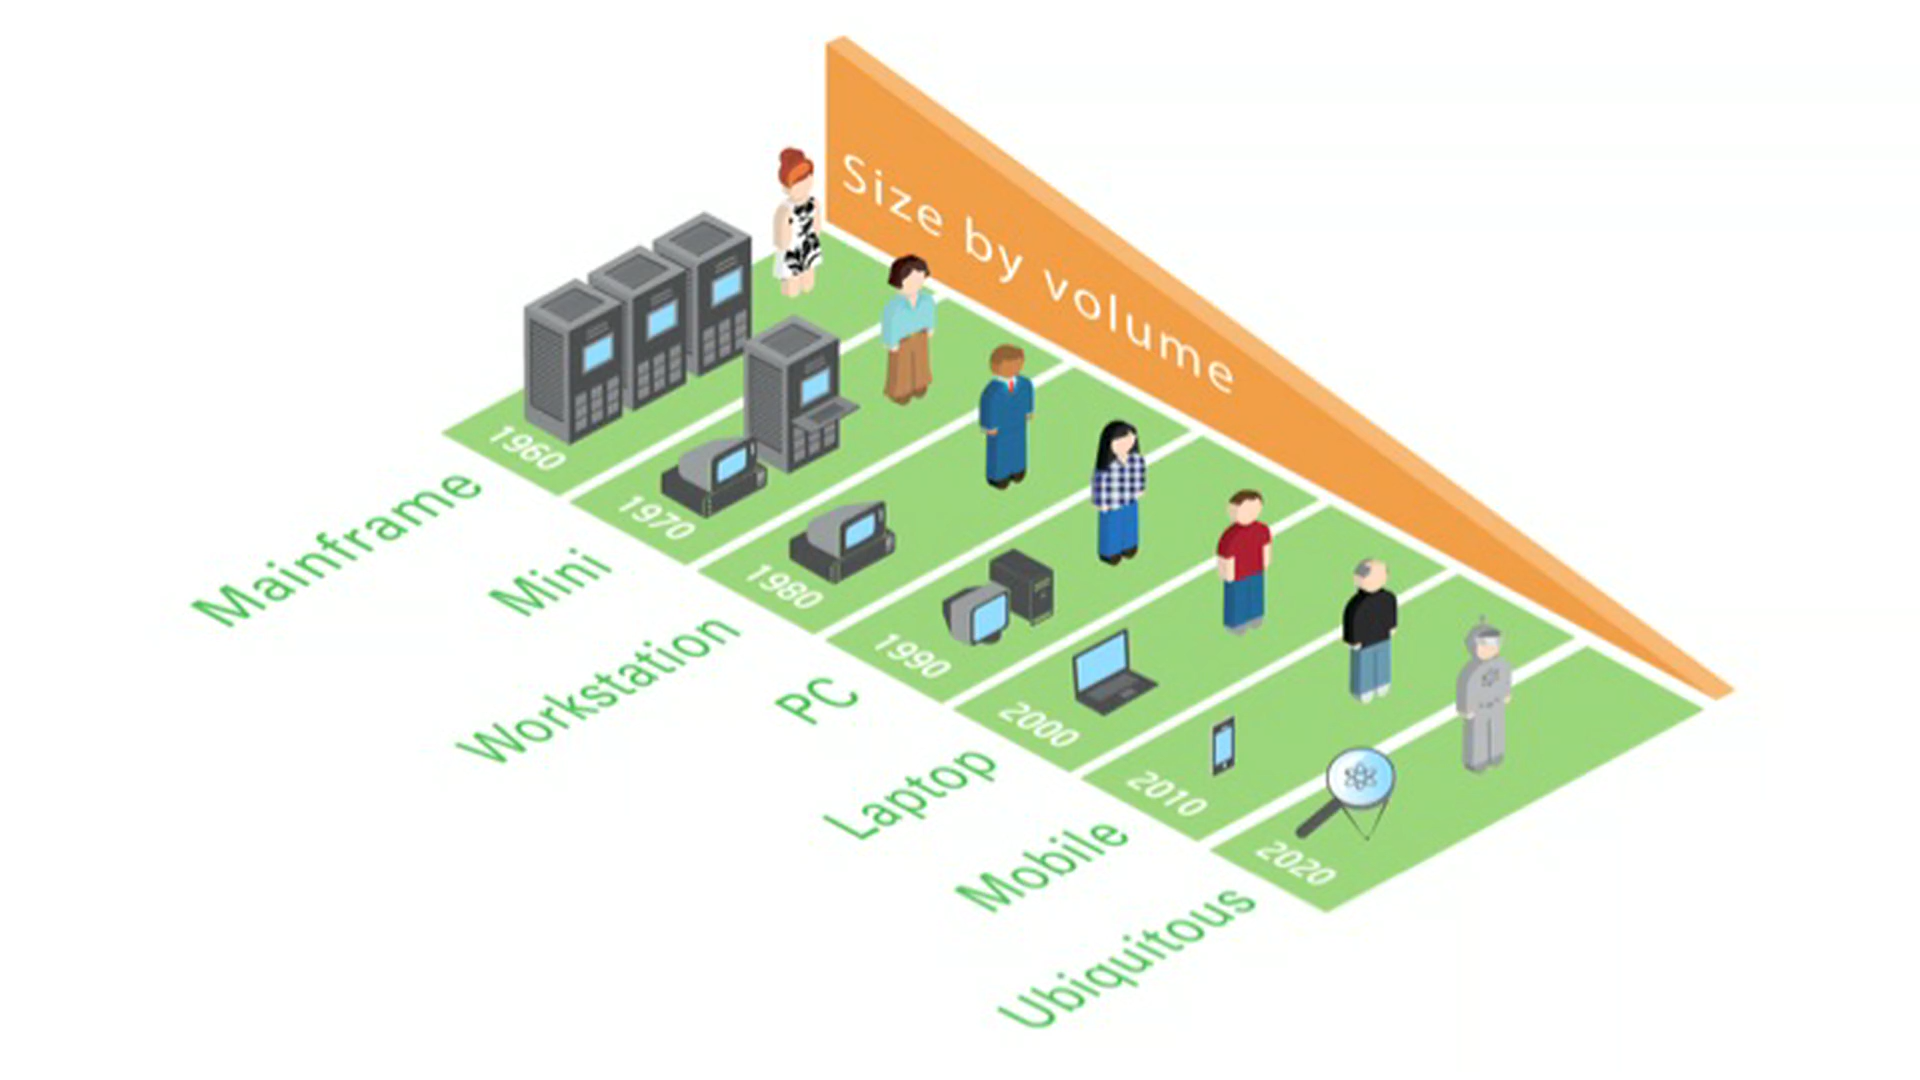 Size by volume
1960
1970
1980
1990
2000
2010
2020
Mainframe
Mini
Workstation
PC
Laptop
Mobile
Ubiquitous